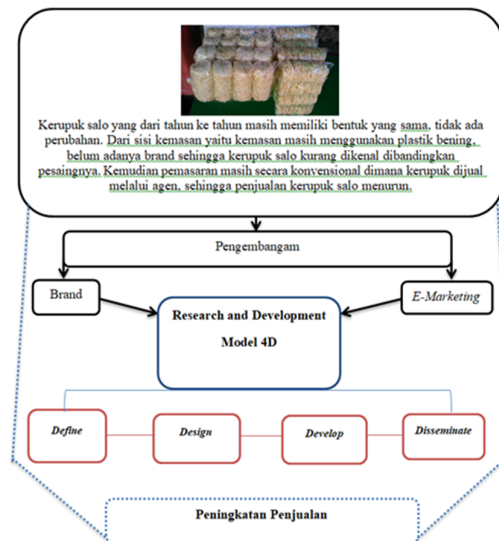 Kerupuk salo yang dari tahun ke tahun masih memiliki bentuk yang sama, tidak ada
perubahan. Dari sisi kemasan yaitu kemasan masih menggunakan plastik bening,
belum adanya brand sehingga kerupuk salo kurang dikenal dibandingkan
pesaingnya. Kemudian pemasaran masih secara konvensional dimana kerupuk dijual
melalui agen, sehingga penjualan kerupuk salo menurun.
Pengembangam
Brand
E-Marketing
Research and Development
Model 4D
Define
Design
Develop
Disseminate
Peningkatan Penjualan